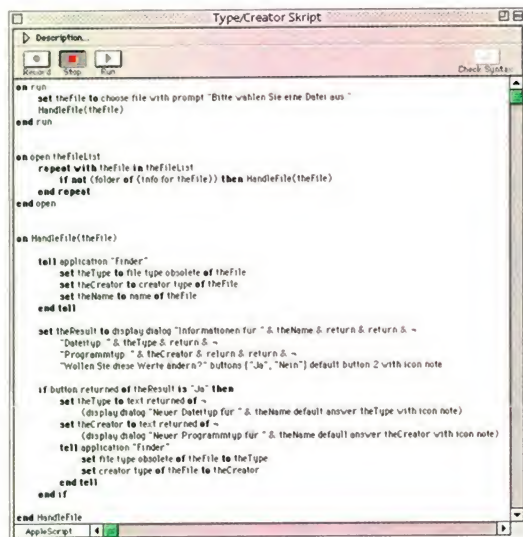 Type/Creator Skript
Description...
Record Stop Run Check Syntax
on run
set theFile to choose file with prompt "Bitte wahlen Sie eine Datei aus "
HandleFile(theFile)
end run
on open theFileList
repeat with theFile in theFileList
if not (folder of (info for theFile)) then HandleFile(theFile)
end repeat
end open
on HandleFile(theFile)
tell application "Finder"
set theType to file type obsolete of theFile
set theCreator to creator type of theFile
set theName to name of theFile
end tell
set theResult to display dialog "Informationen fur " & theName & return & return & ¬
"Dateityp " & theType & return & ¬
"Programmtyp " & theCreator & return & return & ¬
"Wollen Sie diese Werte andern?" buttons {"Ja", "Nein"} default button 2 with icon note
if button returned of theResult is "Ja" then
set theType to text returned of ¬
(display dialog "Neuer Dateityp fur " & theName default answer theType with icon note)
set theCreator to text returned of ¬
(display dialog "Neuer Programmtyp fur " & theName default answer theCreator with icon note)
tell application "Finder"
set file type obsolete of theFile to theType
set creator type of theFile to theCreator
end tell
end if
end HandleFile
AppleScript